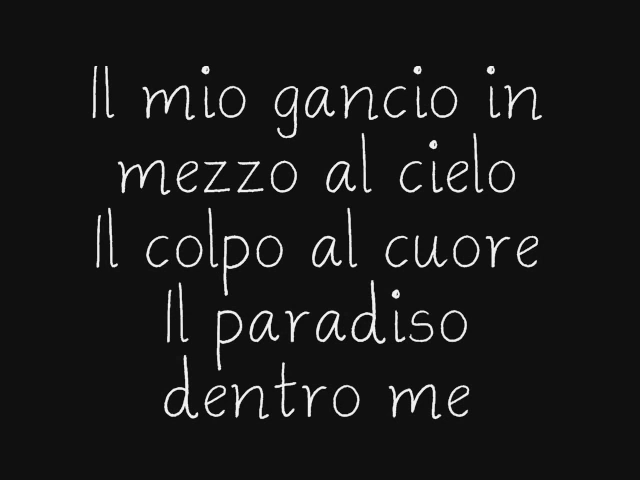 Il mio gancio in
mezzo al cielo
Il colpo al cuore
Il paradiso
dentro me